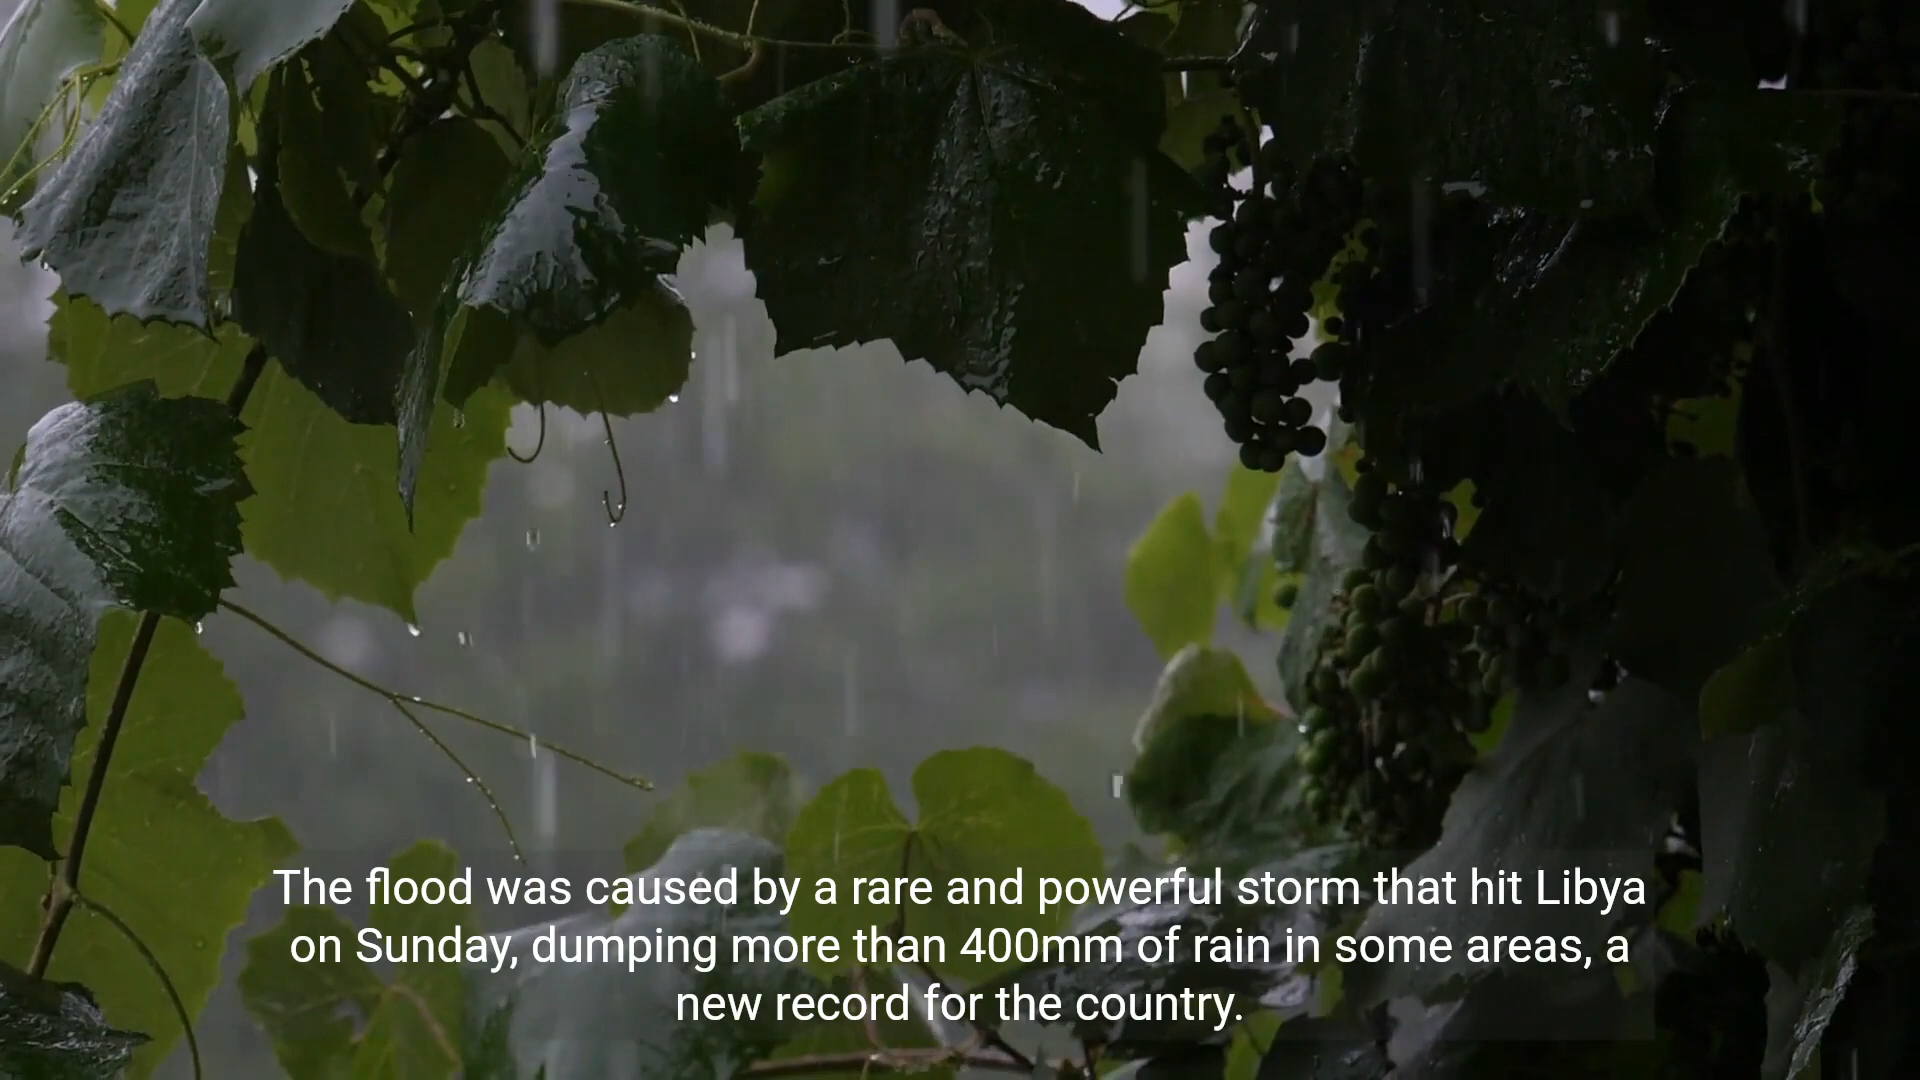 The flood was caused by a rare and powerful storm that hit Libya
on Sunday, dumping more than 400mm of rain in some areas, a
new record for the country.